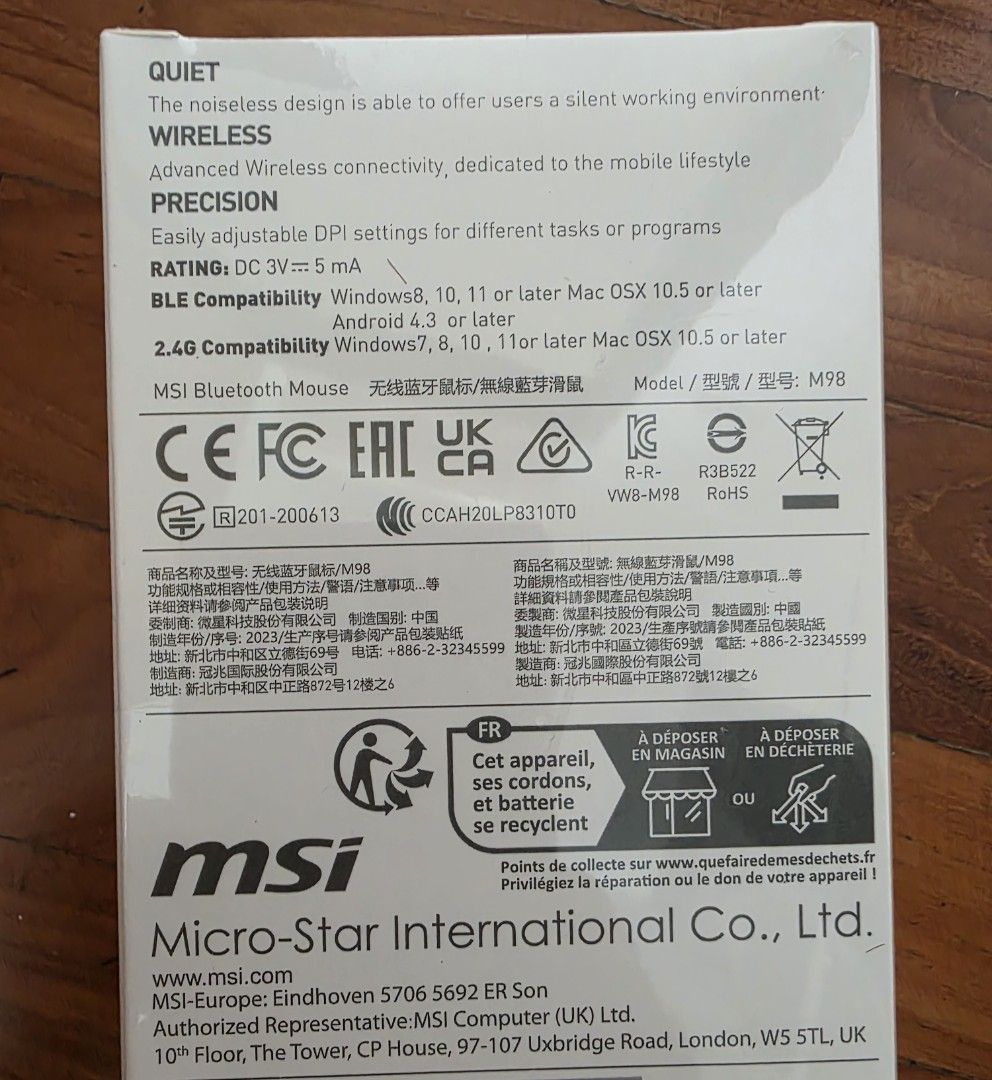 QUIET
The noiseless design is able to offer users a silent working environment.
WIRELESS
Advanced Wireless connectivity, dedicated to the mobile lifestyle
PRECISION
Easily adjustable DPI settings for different tasks or programs
RATING: DC 3V⎓ 5 mA
BLE Compatibility Windows8, 10, 11 or later Mac OSX 10.5 or later
Android 4.3 or later
2.4G Compatibility Windows7, 8, 10 , 11or later Mac OSX 10.5 or later
MSI Bluetooth Mouse 无线蓝牙鼠标/無線藍芽滑鼠 Model / 型號 / 型号: M98
CE FC EAC UK CA
R-R-VW8-M98
R3B522
RoHS
R 201-200613 CCAH20LP8310T0
商品名称及型号: 无线蓝牙鼠标/M98
功能规格或相容性/使用方法/警语/注意事项...等
详细资料请参阅产品包装说明
委制商: 微星科技股份有限公司 制造国别: 中国
制造年份/序号: 2023/生产序号请参阅产品包装贴纸
地址: 新北市中和区立德街69号 电话: +886-2-32345599
制造商: 冠兆国际股份有限公司
地址: 新北市中和区中正路872号12楼之6
商品名稱及型號: 無線藍芽滑鼠/M98
功能規格或相容性/使用方法/警語/注意事項...等
詳細資料請參閱產品包裝說明
委製商: 微星科技股份有限公司 製造國別: 中國
製造年份/序號: 2023/生產序號請參閱產品包裝貼紙
地址: 新北市中和區立德街69號 電話: +886-2-32345599
製造商: 冠兆國際股份有限公司
地址: 新北市中和區中正路872號12樓之6
FR
Cet appareil,
ses cordons,
et batterie
se recyclent
À DÉPOSER
EN MAGASIN
OU
À DÉPOSER
EN DÉCHÈTERIE
Points de collecte sur www.quefairedemesdechets.fr
Privilégiez la réparation ou le don de votre appareil !
msi
Micro-Star International Co., Ltd.
www.msi.com
MSI-Europe: Eindhoven 5706 5692 ER Son
Authorized Representative:MSI Computer (UK) Ltd.
10th Floor, The Tower, CP House, 97-107 Uxbridge Road, London, W5 5TL, UK